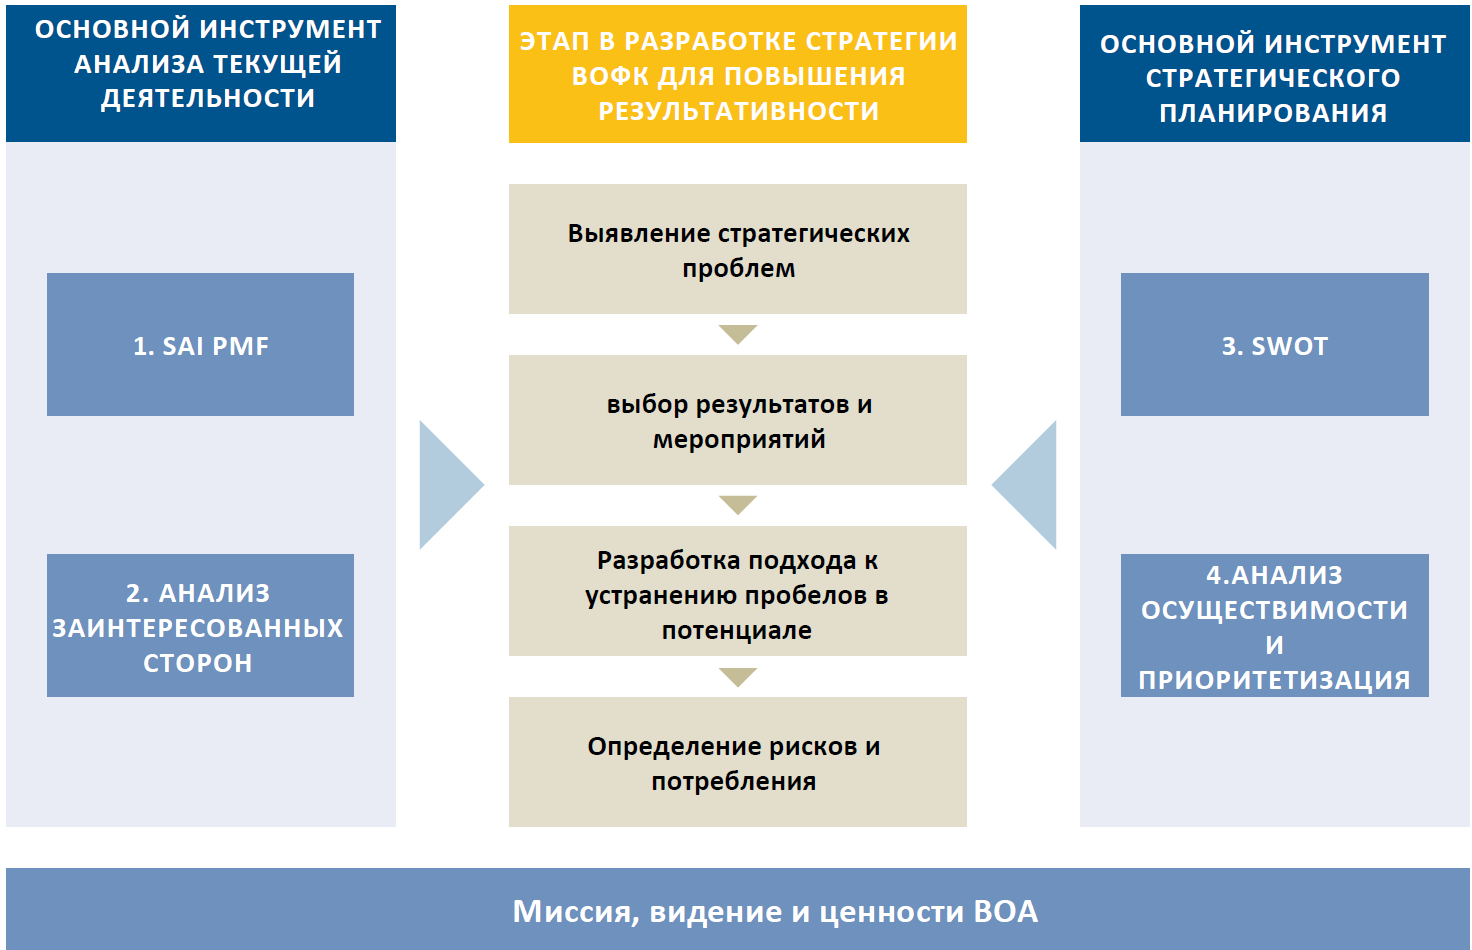 ОСНОВНОЙ ИНСТРУМЕНТ
АНАЛИЗА ТЕКУЩЕЙ
ДЕЯТЕЛЬНОСТИ
1. SAI PMF
2. АНАЛИЗ
ЗАИНТЕРЕСОВАННЫХ
СТОРОН
ЭТАП В РАЗРАБОТКЕ СТРАТЕГИИ
ВОФК ДЛЯ ПОВЫШЕНИЯ
РЕЗУЛЬТАТИВНОСТИ
Выявление стратегических
проблем
выбор результатов и
мероприятий
Разработка подхода к
устранению пробелов в
потенциале
Определение рисков и
потребления
ОСНОВНОЙ ИНСТРУМЕНТ
СТРАТЕГИЧЕСКОГО
ПЛАНИРОВАНИЯ
3. SWOT
4.АНАЛИЗ
ОСУЩЕСТВИМОСТИ
И
ПРИОРИТЕТИЗАЦИЯ
Миссия, видение и ценности ВОА